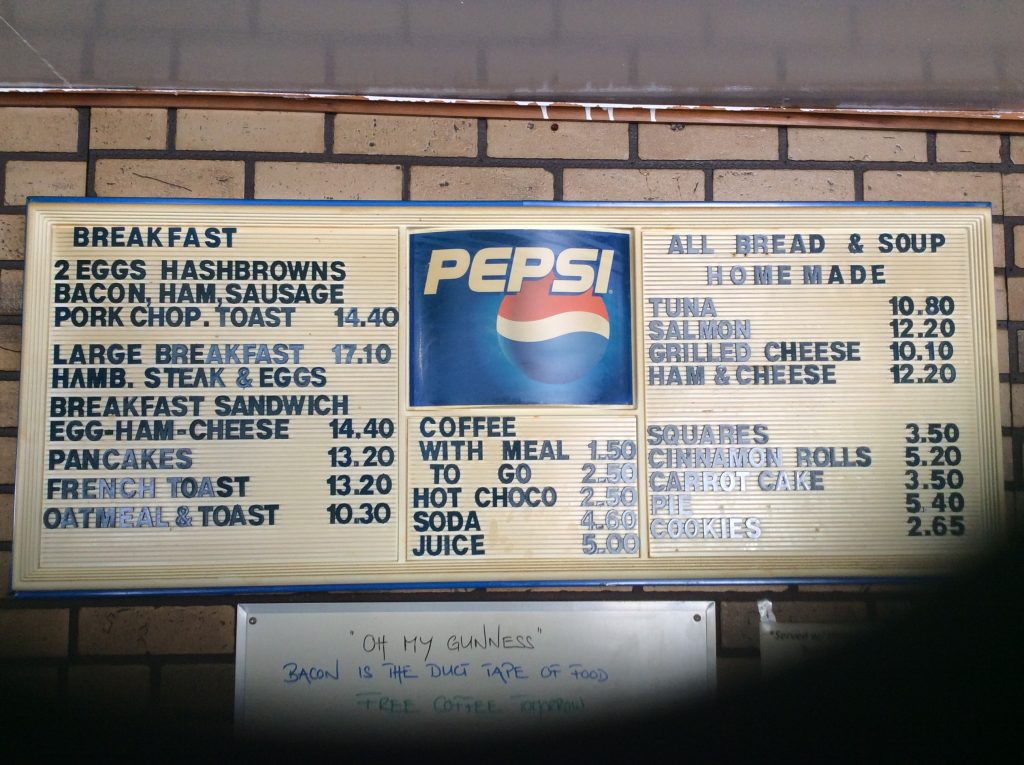 BREAKFAST
2 EGGS HASHBROWNS
BACON, HAM, SAUSAGE
PORK CHOP. TOAST 14.40
LARGE BREAKFAST 17.10
HAMB. STEAK & EGGS
BREAKFAST SANDWICH
EGG-HAM-CHEESE 14.40
PANCAKES 13.20
FRENCH TOAST 13.20
OATMEAL & TOAST 10.30
PEPSI
COFFEE
WITH MEAL 1.50
TO GO 2.50
HOT CHOCO 2.50
SODA 4.60
JUICE 5.00
ALL BREAD & SOUP
HOME MADE
TUNA 10.80
SALMON 12.20
GRILLED CHEESE 10.10
HAM & CHEESE 12.20
SQUARES 3.50
CINNAMON ROLLS 5.20
CARROT CAKE 3.50
PIE 5.40
COOKIES 2.65
"OH MY GUNNESS"
BACON IS THE DUCT TAPE OF FOOD
FREE COFFEE TOMORROW
"Served